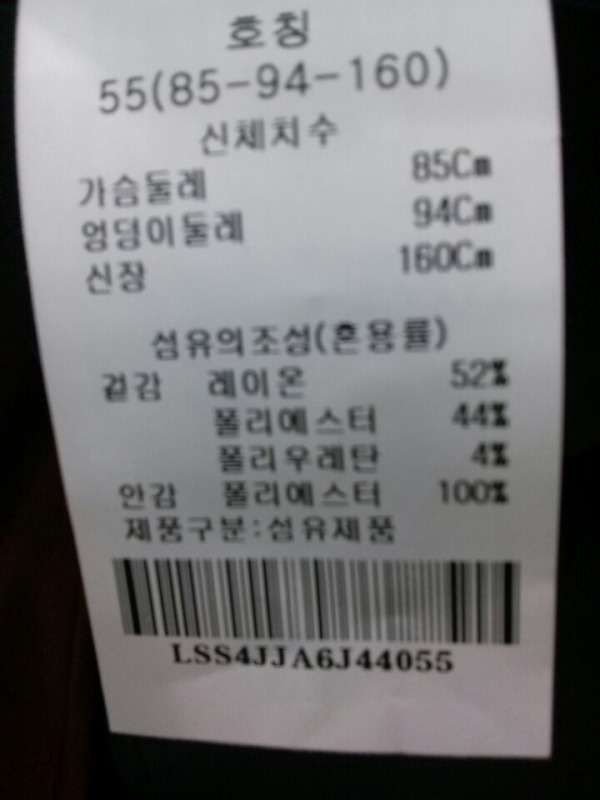 호칭
55(85-94-160)
신체치수
가슴둘레 85Cm
엉덩이둘레 94Cm
신장 160Cm
섬유의조성(혼용률)
겉감 레이온 52%
폴리에스터 44%
폴리우레탄 4%
안감 폴리에스터 100%
제품구분:섬유제품
LSS4JJA6J44055